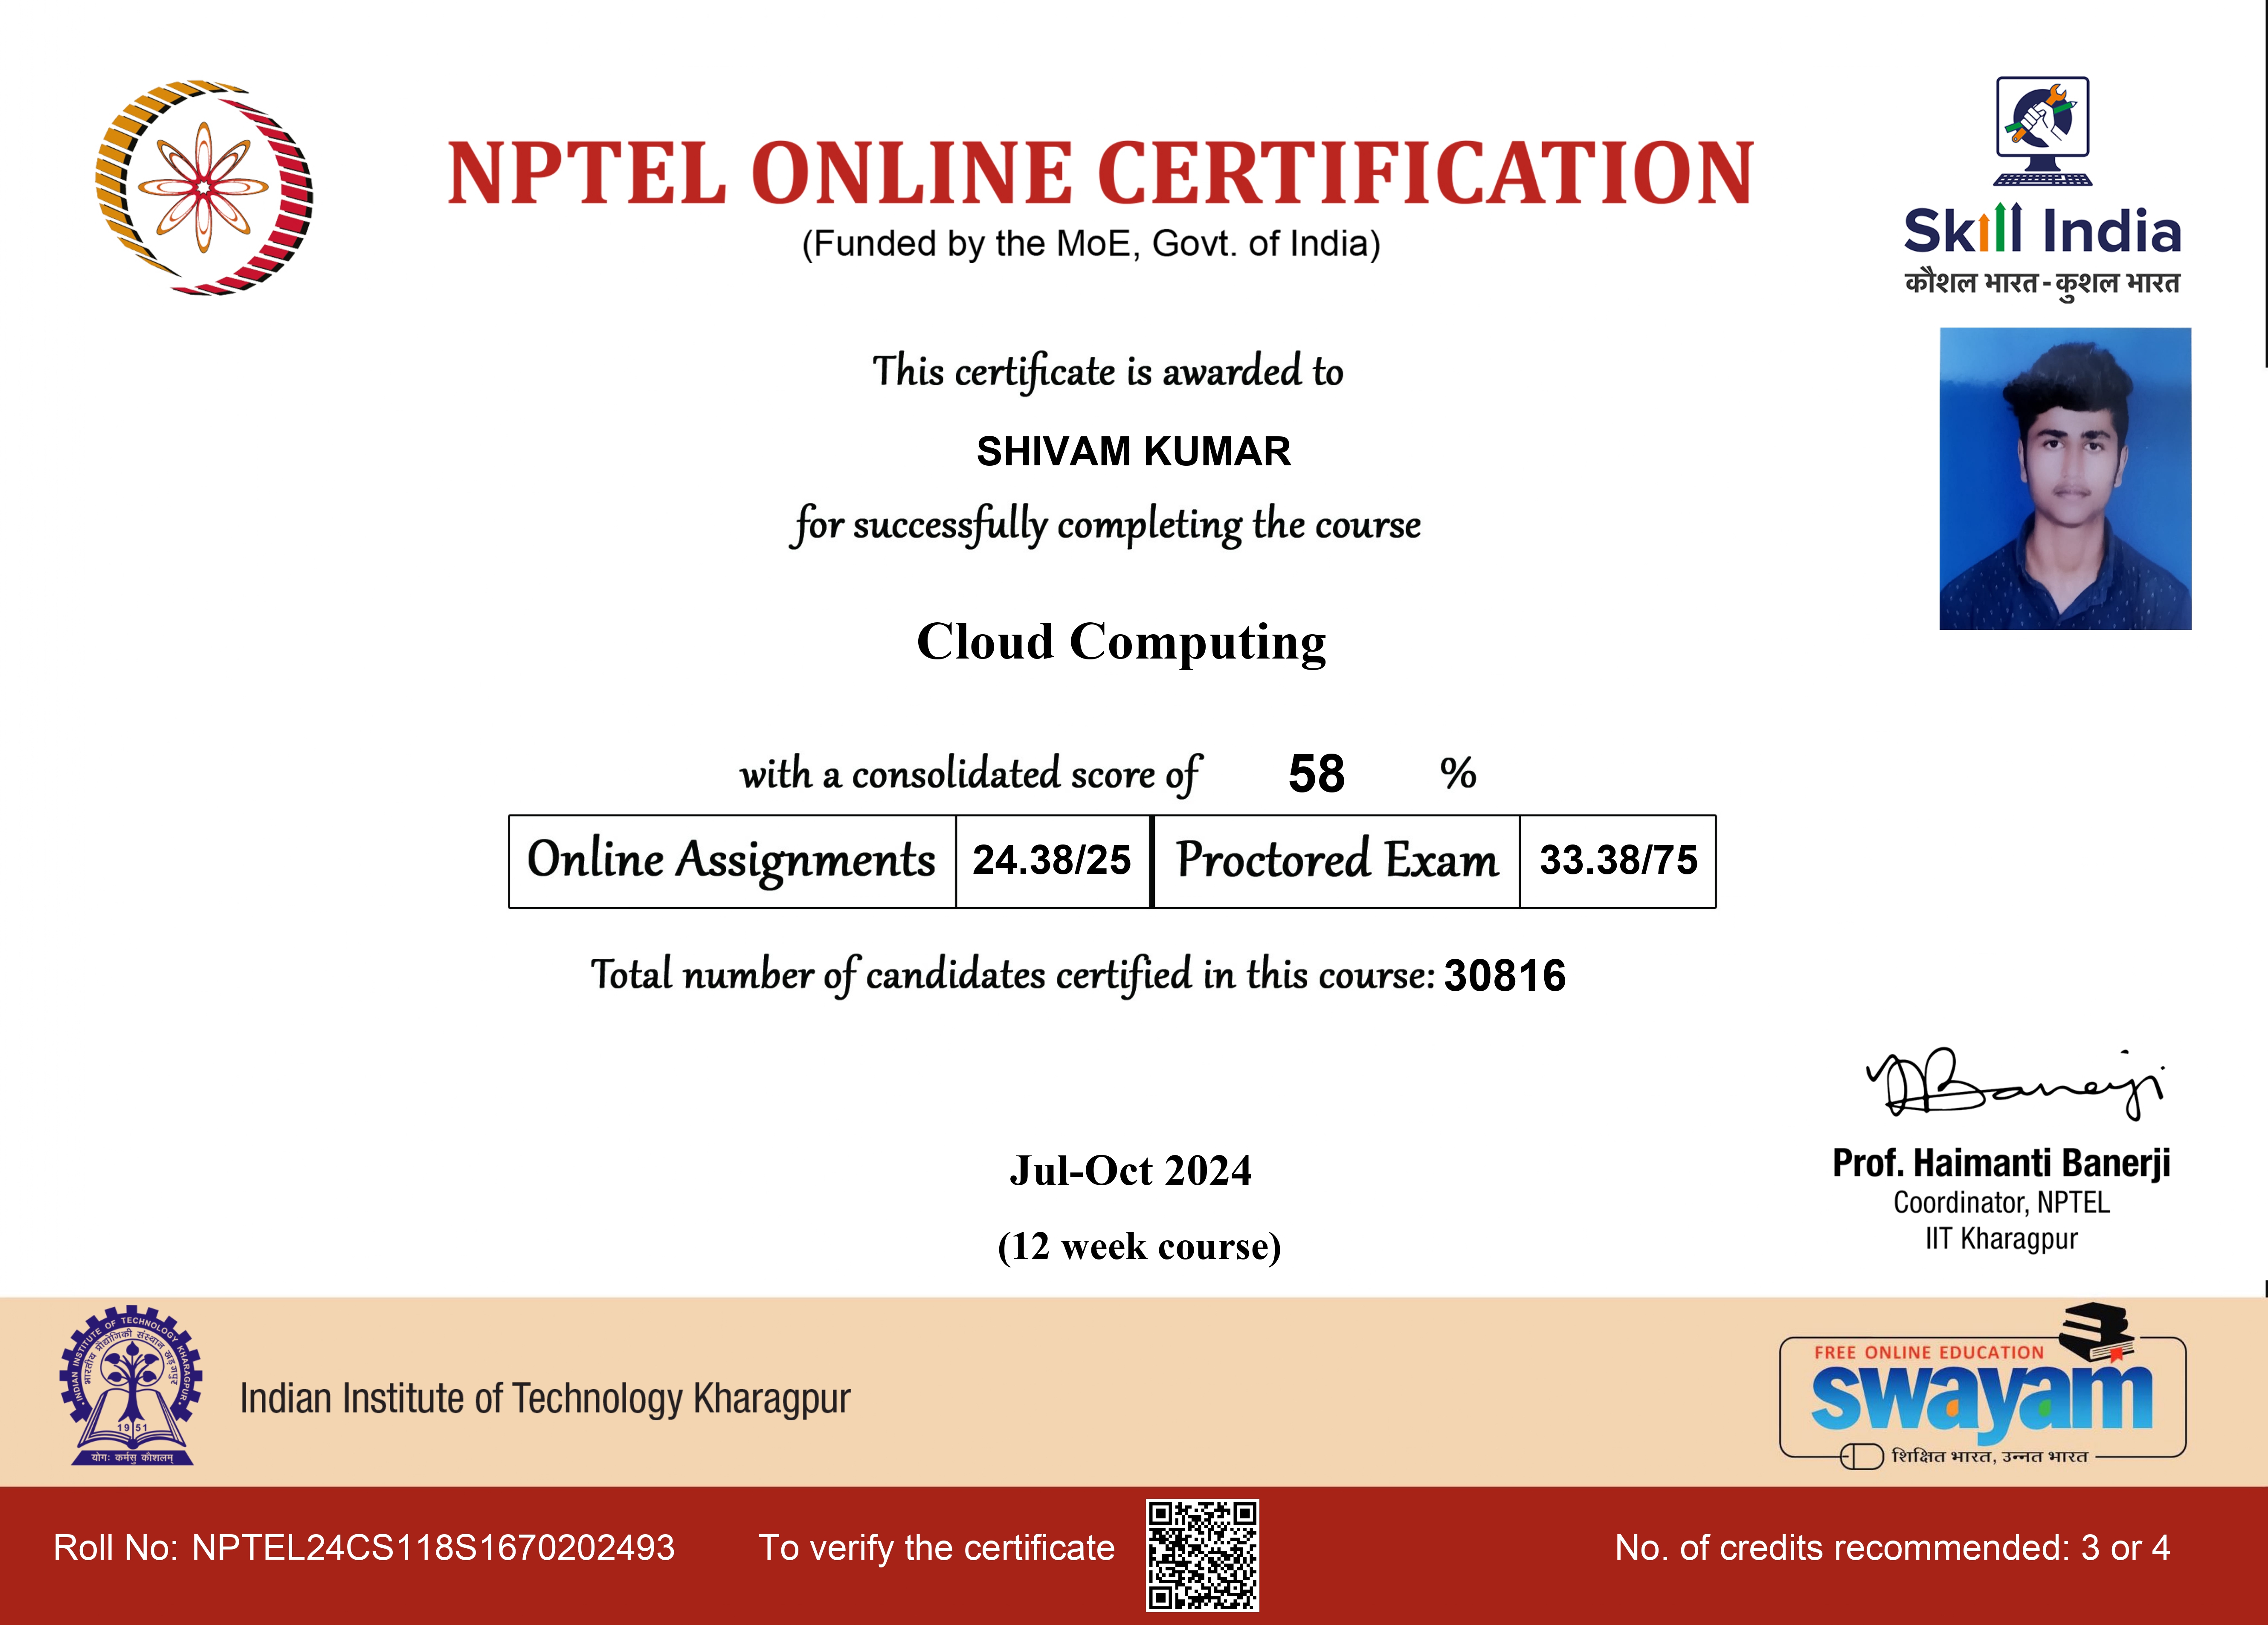 NPTEL ONLINE CERTIFICATION
(Funded by the MoE, Govt. of India)
Skill India
कौशल भारत - कुशल भारत
This certificate is awarded to
SHIVAM KUMAR
for successfully completing the course
Cloud Computing
with a consolidated score of 58 %
Online Assignments 24.38/25 Proctored Exam 33.38/75
Total number of candidates certified in this course: 30816
Banerji
Prof. Haimanti Banerji
Coordinator, NPTEL
IIT Kharagpur
Jul-Oct 2024
(12 week course)
INDIAN INSTITUTE OF TECHNOLOGY KHARAGPUR
भारतीय प्रौद्योगिकी संस्थान खड़गपुर
1951
योगः कर्मसु कौशलम्
Indian Institute of Technology Kharagpur
FREE ONLINE EDUCATION
swayam
शिक्षित भारत, उन्नत भारत
Roll No: NPTEL24CS118S1670202493
To verify the certificate
No. of credits recommended: 3 or 4